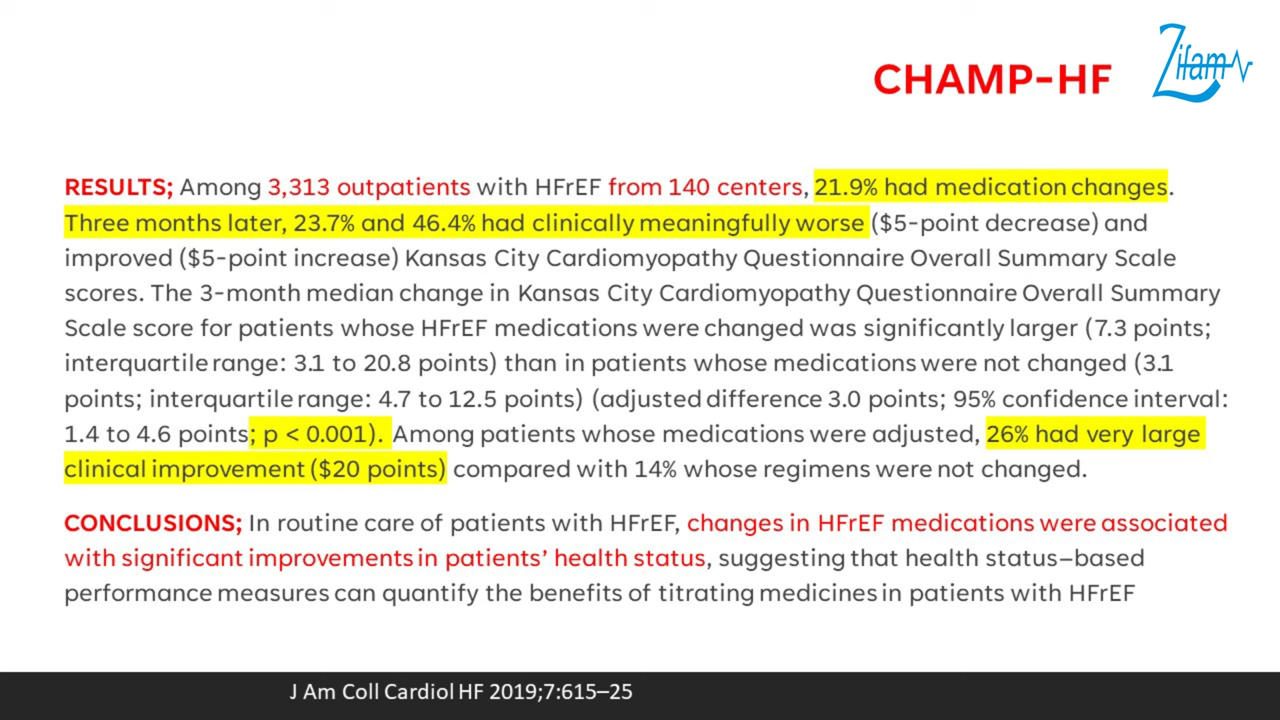 CHAMP-HF
Zifam
RESULTS; Among 3,313 outpatients with HFrEF from 140 centers, 21.9% had medication changes.
Three months later, 23.7% and 46.4% had clinically meaningfully worse ($5-point decrease) and
improved ($5-point increase) Kansas City Cardiomyopathy Questionnaire Overall Summary Scale
scores. The 3-month median change in Kansas City Cardiomyopathy Questionnaire Overall Summary
Scale score for patients whose HFrEF medications were changed was significantly larger (7.3 points;
interquartile range: 3.1 to 20.8 points) than in patients whose medications were not changed (3.1
points; interquartile range: 4.7 to 12.5 points) (adjusted difference 3.0 points; 95% confidence interval:
1.4 to 4.6 points; p < 0.001). Among patients whose medications were adjusted, 26% had very large
clinical improvement ($20 points) compared with 14% whose regimens were not changed.
CONCLUSIONS; In routine care of patients with HFrEF, changes in HFrEF medications were associated
with significant improvements in patients’ health status, suggesting that health status–based
performance measures can quantify the benefits of titrating medicines in patients with HFrEF
J Am Coll Cardiol HF 2019;7:615–25